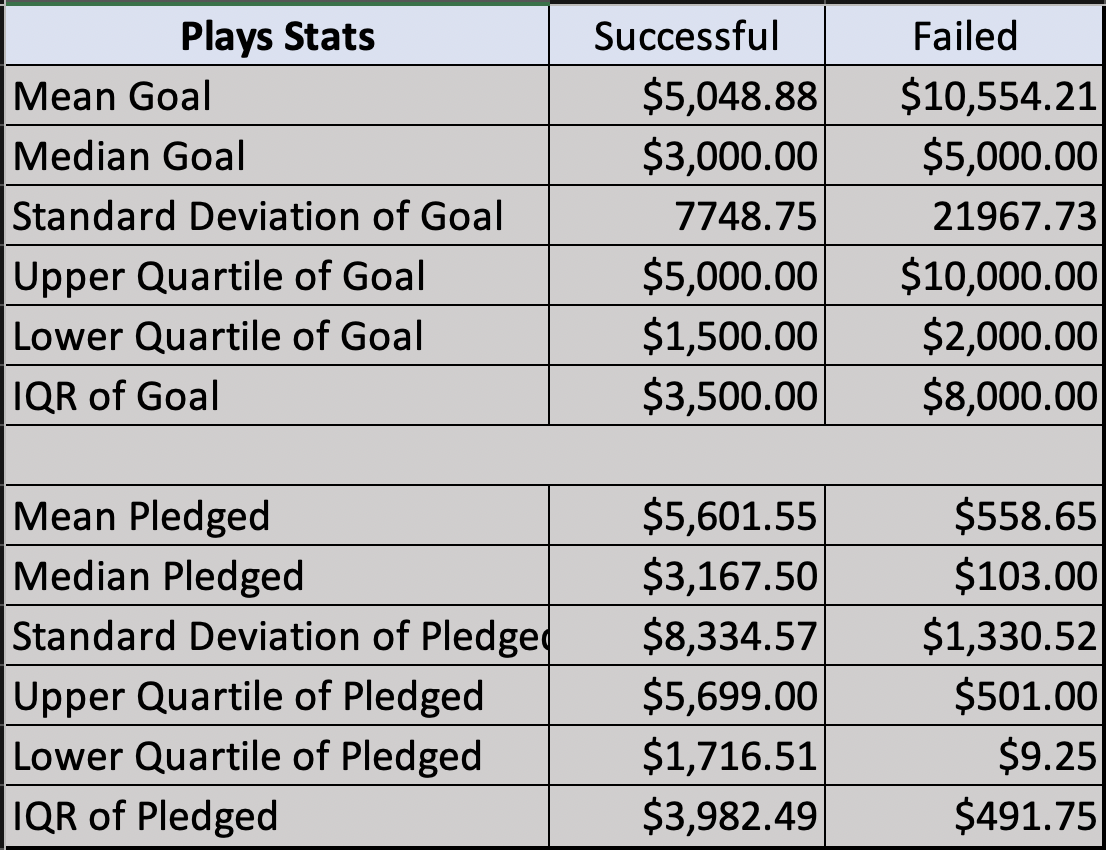 Plays Stats Successful Failed
Mean Goal $5,048.88 $10,554.21
Median Goal $3,000.00 $5,000.00
Standard Deviation of Goal 7748.75 21967.73
Upper Quartile of Goal $5,000.00 $10,000.00
Lower Quartile of Goal $1,500.00 $2,000.00
IQR of Goal $3,500.00 $8,000.00
Mean Pledged $5,601.55 $558.65
Median Pledged $3,167.50 $103.00
Standard Deviation of Pledged $8,334.57 $1,330.52
Upper Quartile of Pledged $5,699.00 $501.00
Lower Quartile of Pledged $1,716.51 $9.25
IQR of Pledged $3,982.49 $491.75